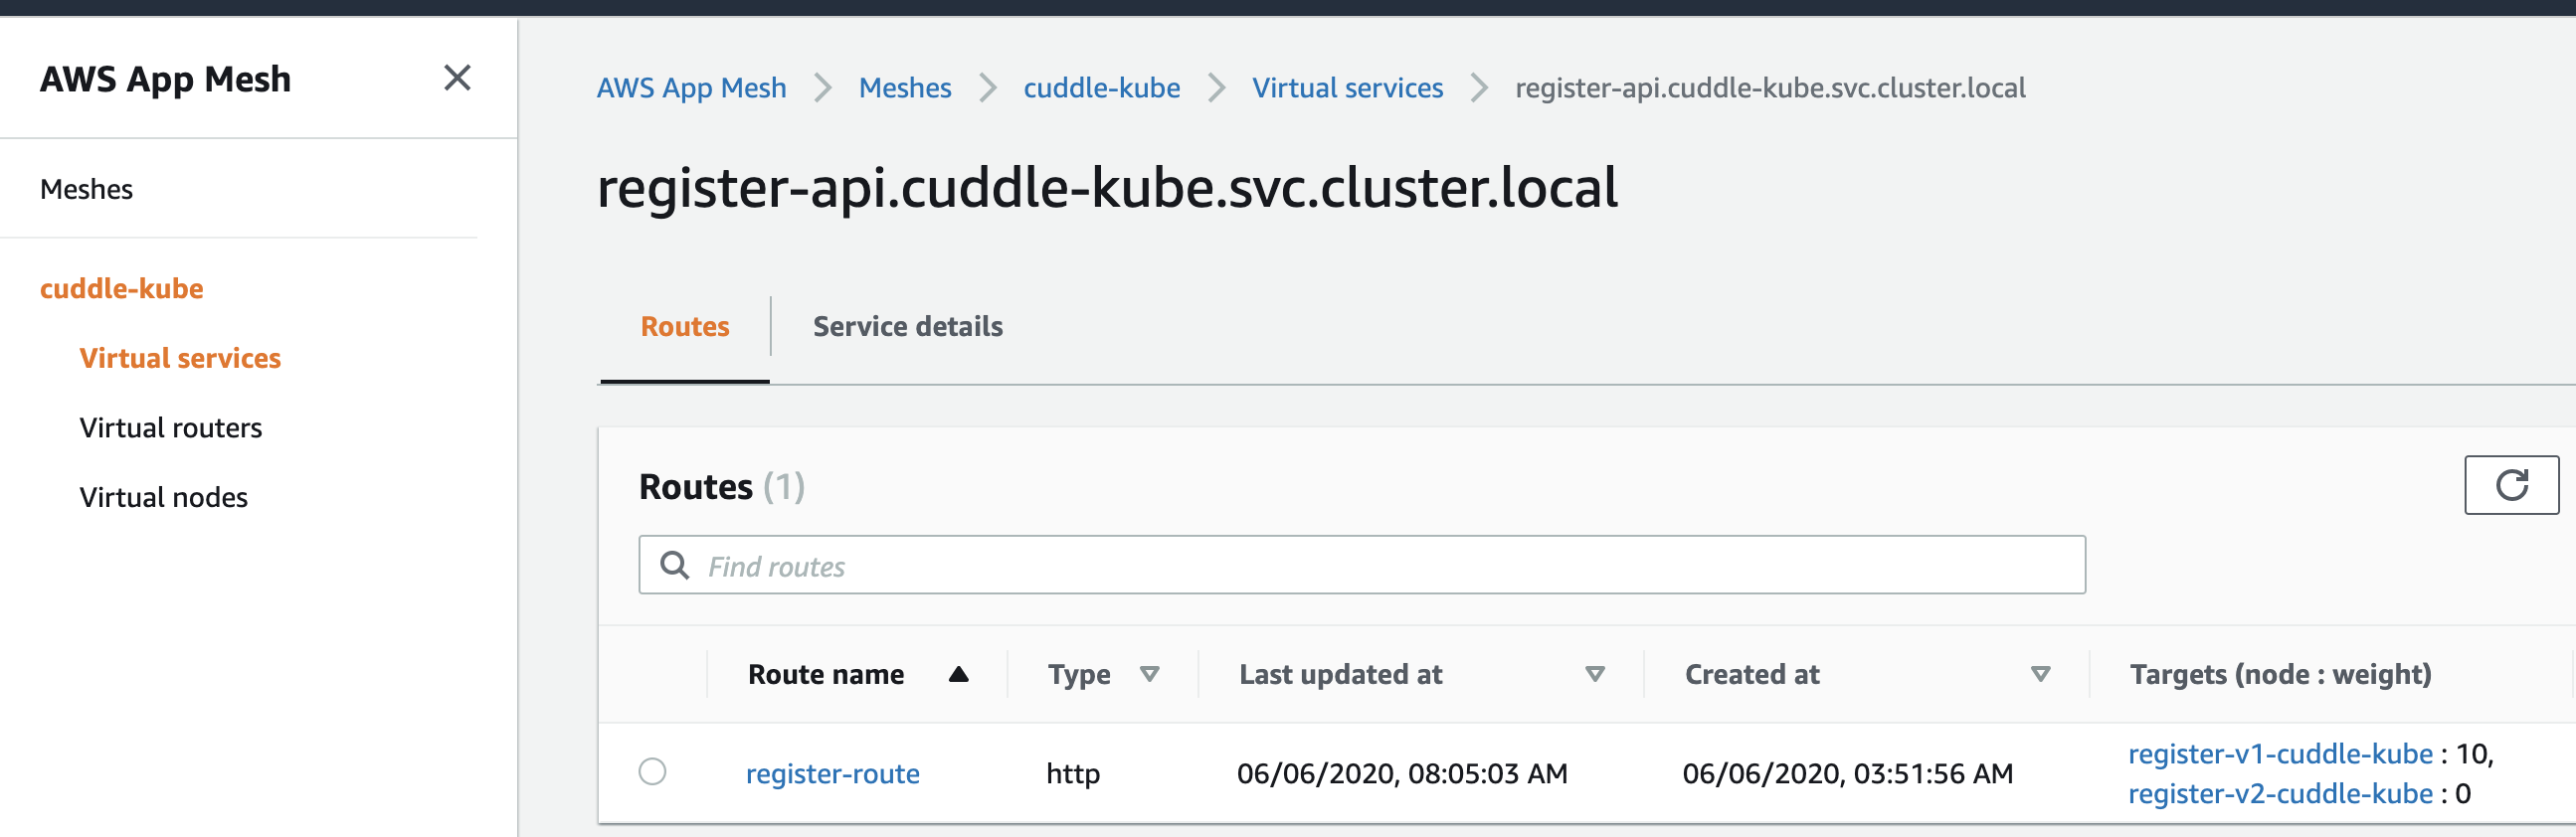 AWS App Mesh
Meshes
cuddle-kube
Virtual services
Virtual routers
Virtual nodes
AWS App Mesh Meshes cuddle-kube Virtual services register-api.cuddle-kube.svc.cluster.local
register-api.cuddle-kube.svc.cluster.local
Routes Service details
Routes (1)
Find routes
Route name Type Last updated at Created at Targets (node : weight)
register-route http 06/06/2020, 08:05:03 AM 06/06/2020, 03:51:56 AM register-v1-cuddle-kube : 10,
register-v2-cuddle-kube : 0